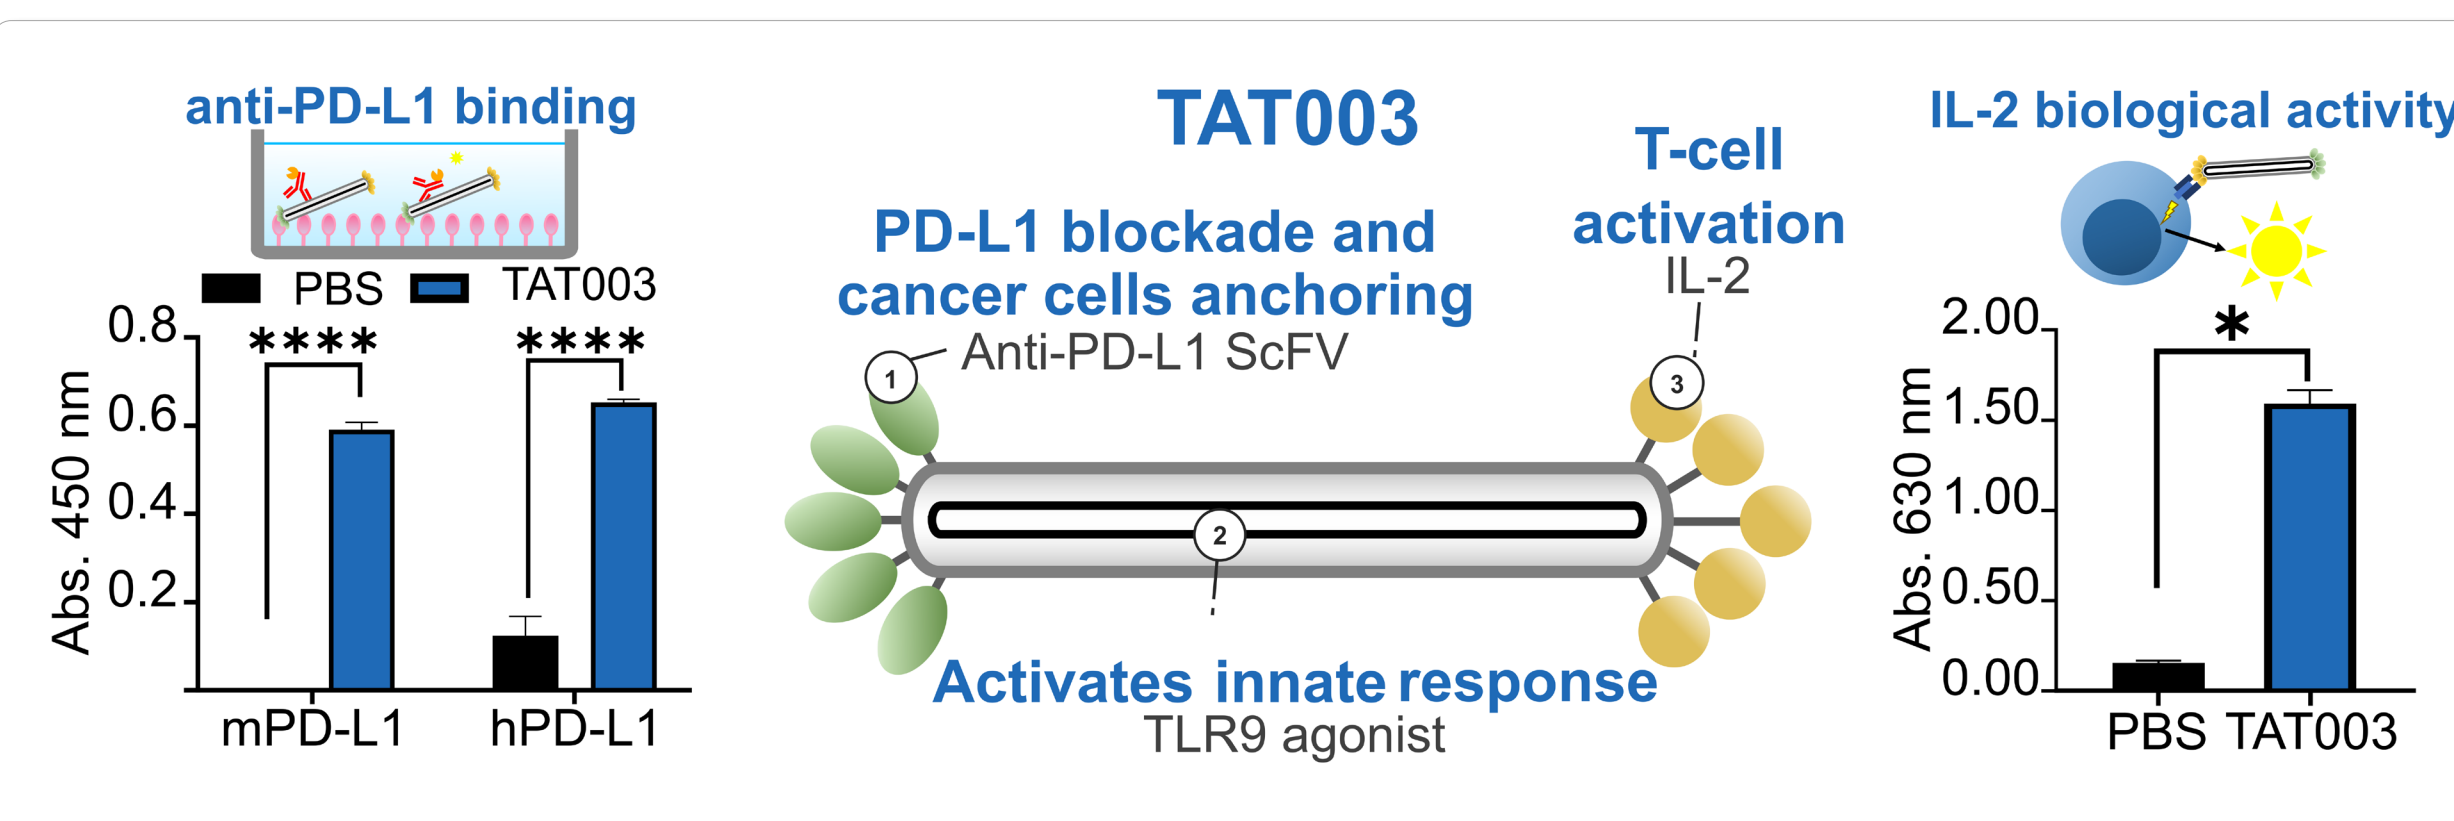 anti-PD-L1 binding
PBS TAT003
0.8
0.6
0.4
0.2
Abs. 450 nm
**** ****
mPD-L1 hPD-L1
TAT003
PD-L1 blockade and
cancer cells anchoring
Anti-PD-L1 ScFV
T-cell
activation
IL-2
1
2
3
Activates innate response
TLR9 agonist
IL-2 biological activity
*
2.00
1.50
1.00
0.50
0.00
Abs. 630 nm
PBS TAT003